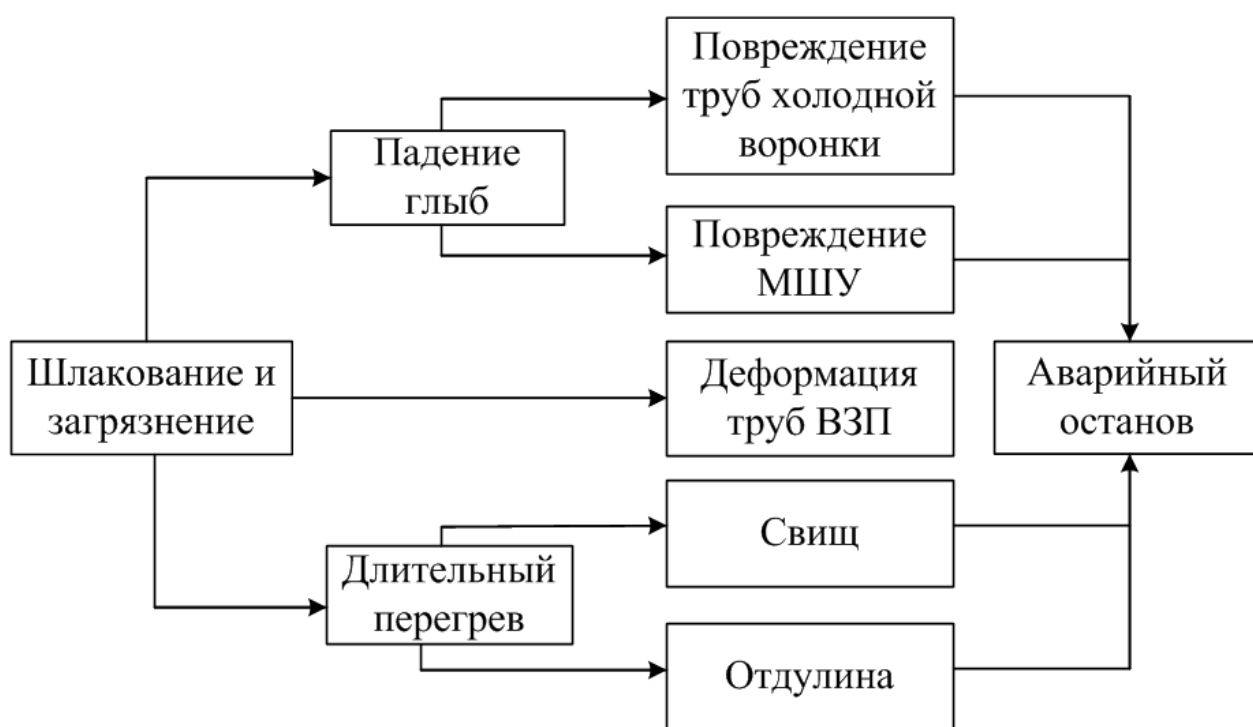 Повреждение
труб холодной
воронки
Падение
глыб
Повреждение
МШУ
Шлакование и
загрязнение
Деформация
труб ВЗП
Аварийный
останов
Свищ
Длительный
перегрев
Отдулина